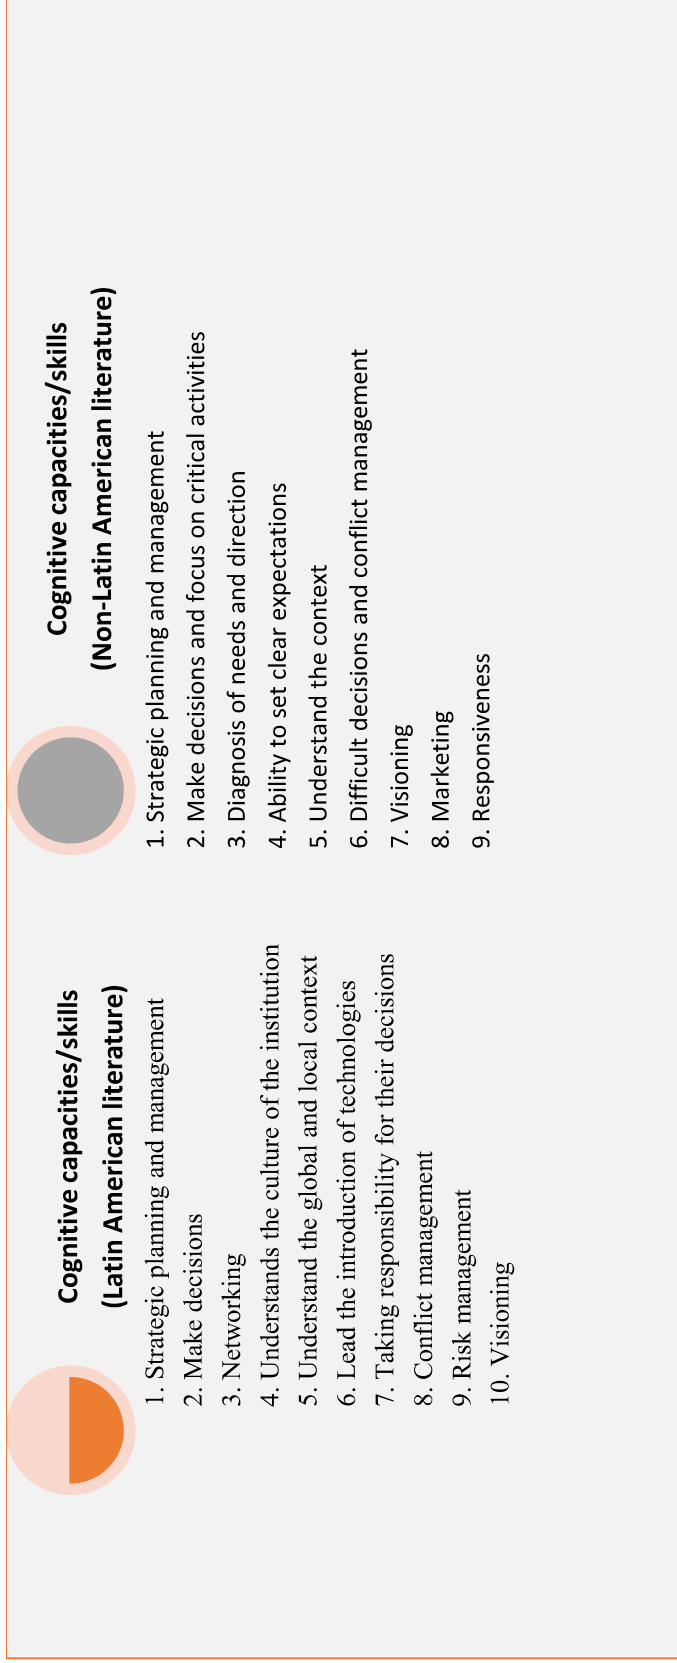 Cognitive capacities/skills
(Latin American literature)
1. Strategic planning and management
2. Make decisions
3. Networking
4. Understands the culture of the institution
5. Understand the global and local context
6. Lead the introduction of technologies
7. Taking responsibility for their decisions
8. Conflict management
9. Risk management
10. Visioning
Cognitive capacities/skills
(Non-Latin American literature)
1. Strategic planning and management
2. Make decisions and focus on critical activities
3. Diagnosis of needs and direction
4. Ability to set clear expectations
5. Understand the context
6. Difficult decisions and conflict management
7. Visioning
8. Marketing
9. Responsiveness